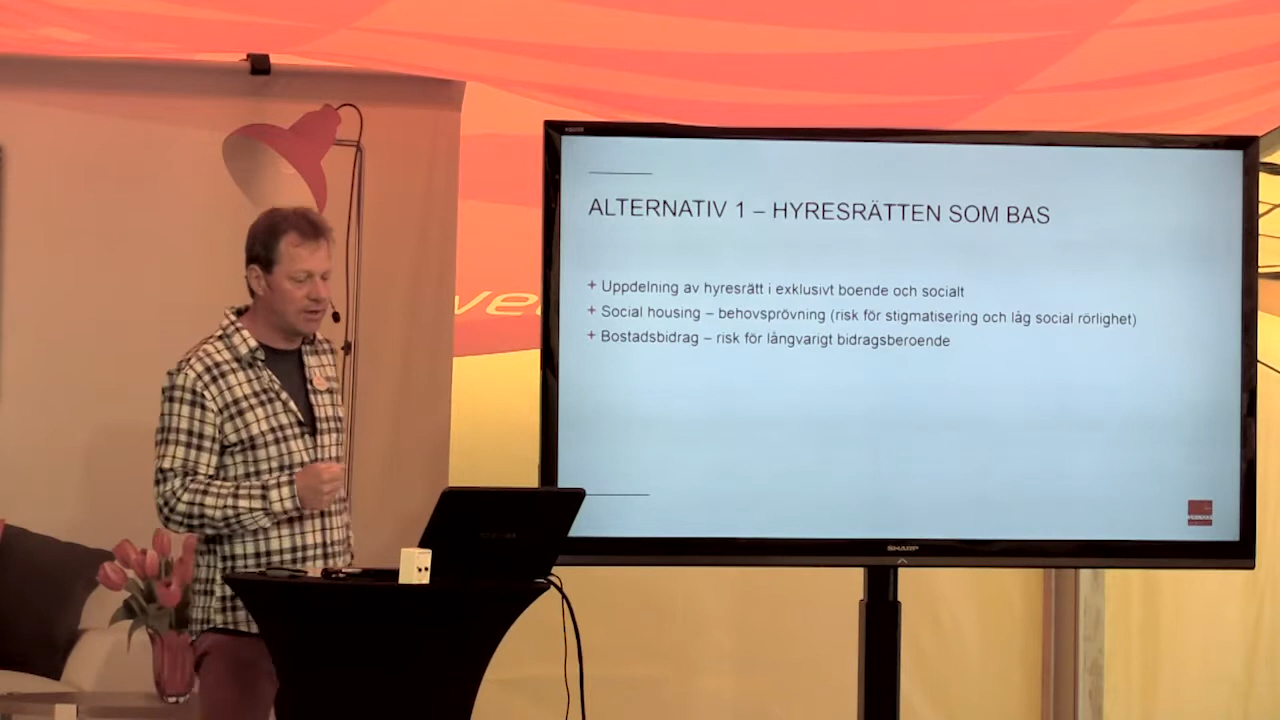 ALTERNATIV 1 – HYRESRÄTTEN SOM BAS
+ Uppdelning av hyresrätt i exklusivt boende och socialt
+ Social housing – behovsprövning (risk för stigmatisering och låg social rörlighet)
+ Bostadsbidrag – risk för långvarigt bidragsberoende
SHARP